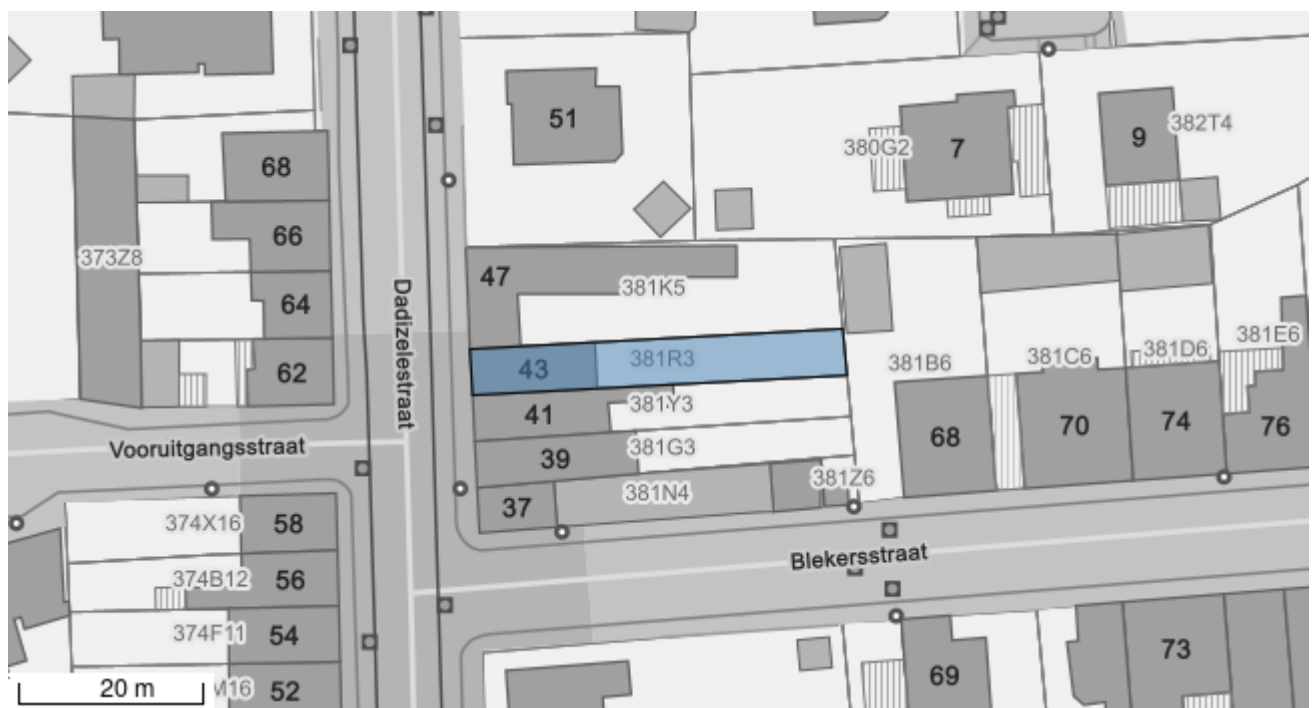 51
380G2
7
9
382T4
68
66
373Z8
64
62
47
381K5
Dadizelestraat
43
381R3
381Y3
41
381B6
381C6
381D6
381E6
39
381G3
37
381N4
381Z6
68
70
74
76
Vooruitgangsstraat
58
374X16
56
374B12
54
374F11
52
M16
Blekersstraat
69
73
20 m